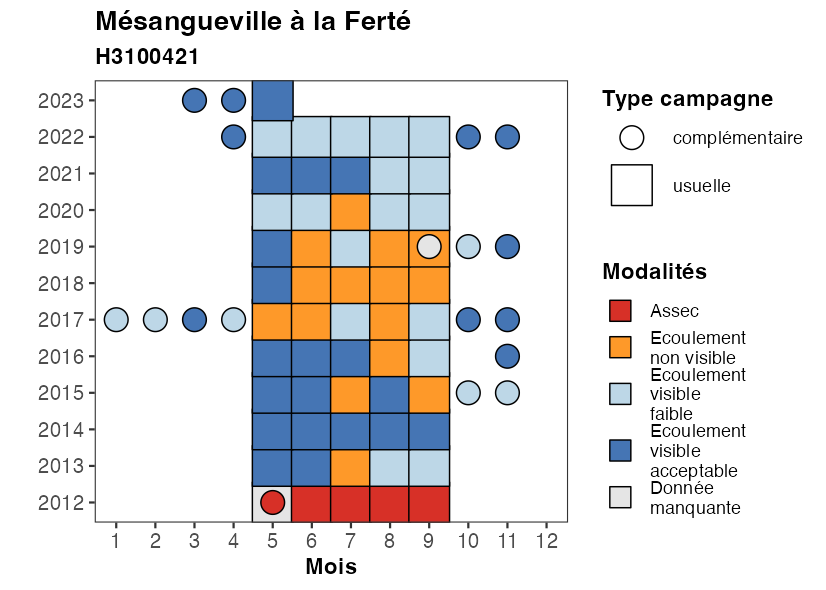 Mésangueville à la Ferté
H3100421
2023
2022
2021
2020
2019
2018
2017
2016
2015
2014
2013
2012
1 2 3 4 5 6 7 8 9 10 11 12
Mois
Type campagne
complémentaire
usuelle
Modalités
Assec
Ecoulement
non visible
Ecoulement
visible
faible
Ecoulement
visible
acceptable
Donnée
manquante